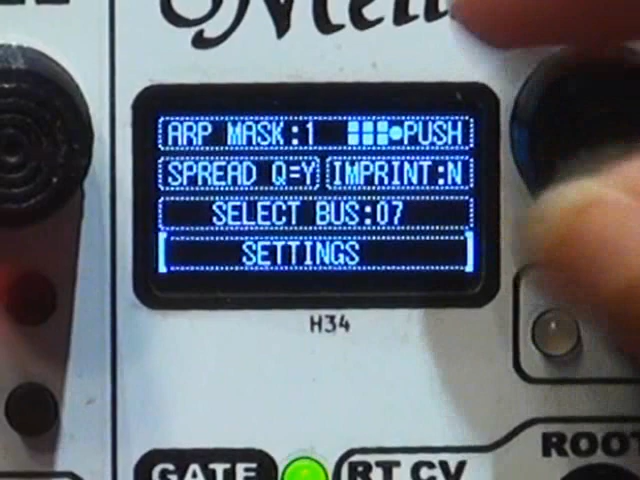 ARP MASK:1 PUSH
SPREAD Q=Y IMPRINT:N
SELECT BUS:07
SETTINGS
H34
GATE RT CV ROOT